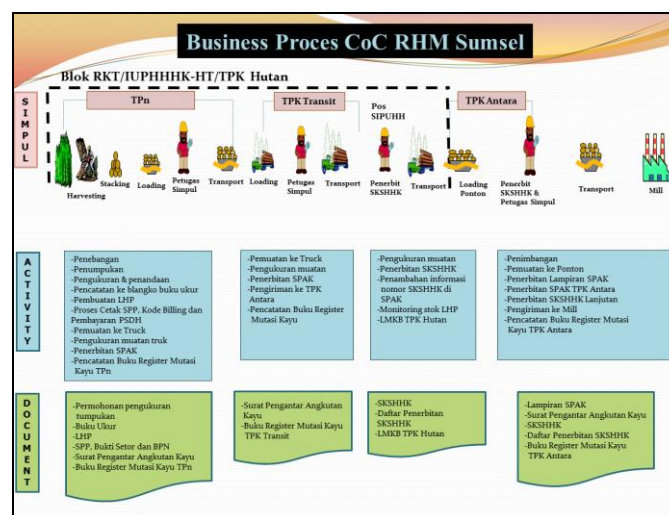 Business Proces CoC RHM Sumsel
Blok RKT/IUPHHHK-HT/TPK Hutan
SIMPUL
TPn
TPK Transit
Pos
SIPUHH
TPK Antara
Harvesting
Stacking
Loading
Petugas
Simpul
Transport
Loading
Petugas
Simpul
Transport
Penerbit
SKSHHK
Transport
Loading
Ponton
Penerbit
SKSHHK &
Petugas Simpul
Transport
Mill
ACTIVITY
-Penebangan
-Penumpukan
-Pengukuran & penandaan
-Pencatatan ke blangko buku ukur
-Pembuatan LHP
-Proses Cetak SPP, Kode Billing dan
Pembayaran PSDH
-Pemuatan ke Truck
-Pengukuran muatan truk
-Penerbitan SPAK
-Pencatatan Buku Register Mutasi
Kayu TPn
-Pemuatan ke Truck
-Pengukuran muatan
-Penerbitan SPAK
-Pengiriman ke TPK
Antara
-Pencatatan Buku Register
Mutasi Kayu
-Pengukuran muatan
-Penerbitan SKSHHK
-Penambahan informasi
nomor SKSHHK di
SPAK
-Monitoring stok LHP
-LMKB TPK Hutan
-Penimbangan
-Pemuatan ke Ponton
-Penerbitan Lampiran SPAK
-Penerbitan SPAK TPK Antara
-Penerbitan SKSHHK Lanjutan
-Pengiriman ke Mill
-Pencatatan Buku Register Mutasi
Kayu TPK Antara
DOCUMENT
-Permohonan pengukuran
tumpukan
-Buku Ukur
-LHP
-SPP, Bukti Setor dan BPN
-Surat Pengantar Angkutan Kayu
-Buku Register Mutasi Kayu TPn
-Surat Pengantar Angkutan
Kayu
-Buku Register Mutasi Kayu
TPK Transit
-SKSHHK
-Daftar Penerbitan
SKSHHK
-LMKB TPK Hutan
-Lampiran SPAK
-Surat Pengantar Angkutan Kayu
-SKSHHK
-Daftar Penerbitan SKSHHK
-Buku Register Mutasi Kayu
TPK Antara